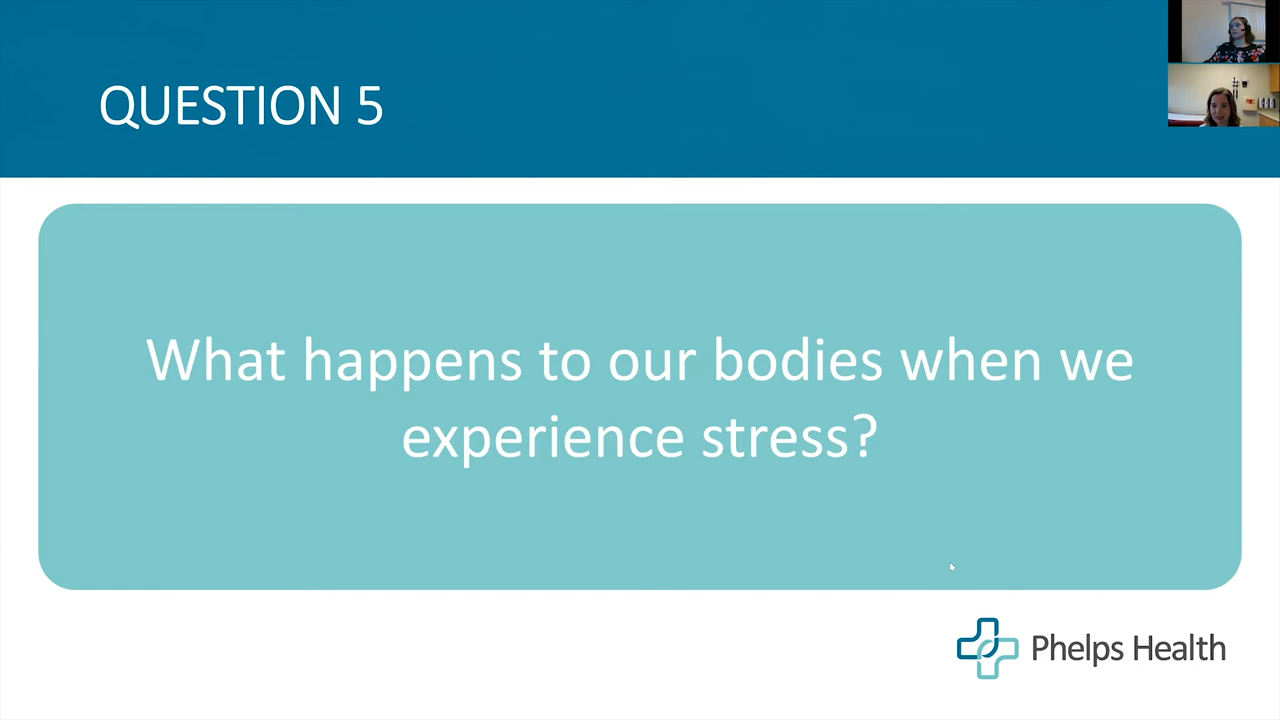 QUESTION 5
What happens to our bodies when we
experience stress?
Phelps Health